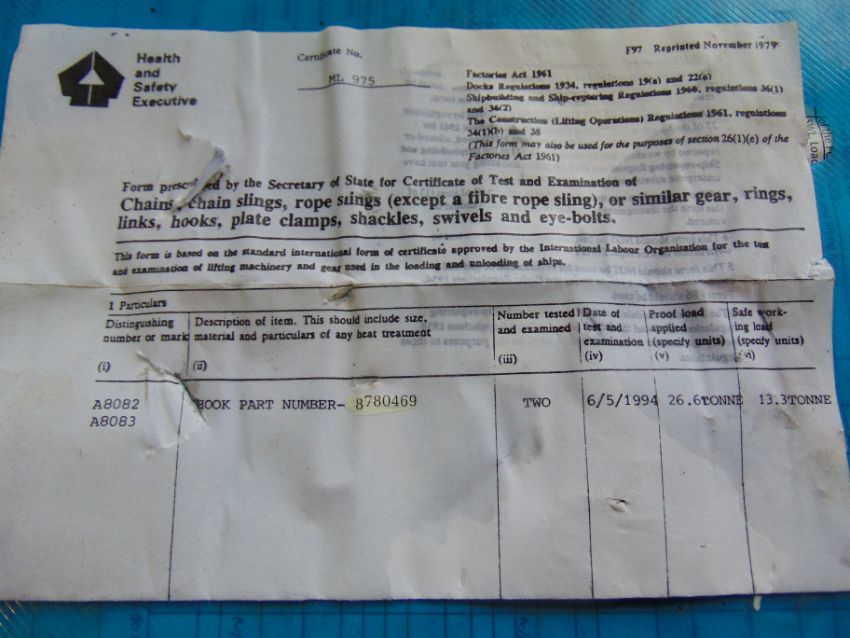 Health
and
Safety
Executive
Certificate No.
ML 975
F97 Reprinted November 1979
Factories Act 1961
Docks Regulations 1934, regulations 19(a) and 22(a)
Shipbuilding and Ship-repairing Regulations 1960, regulations 36(1)
and 36(2)
The Construction (Lifting Operations) Regulations 1961, regulations
34(1)(b) and 35
(This form may also be used for the purposes of section 26(1)(e) of the
Factories Act 1961)
Form prescribed by the Secretary of State for Certificate of Test and Examination of
Chains, chain slings, rope slings (except a fibre rope sling), or similar gear, rings,
links, hooks, plate clamps, shackles, swivels and eye-bolts.
This form is based on the standard international form of certificate approved by the International Labour Organisation for the test
and examination of lifting machinery and gear used in the loading and unloading of ships.
1 Particulars
Distinguishing
number or mark
(i)
Description of item. This should include size,
material and particulars of any heat treatment
(ii)
Number tested
and examined
(iii)
Date of
test and
examination
(iv)
Proof load
applied
(specify units)
(v)
Safe work-
ing load
(specify units)
(vi)
A8082
A8083
HOOK PART NUMBER- 8780469
TWO
6/5/1994
26.6TONNE
13.3TONNE